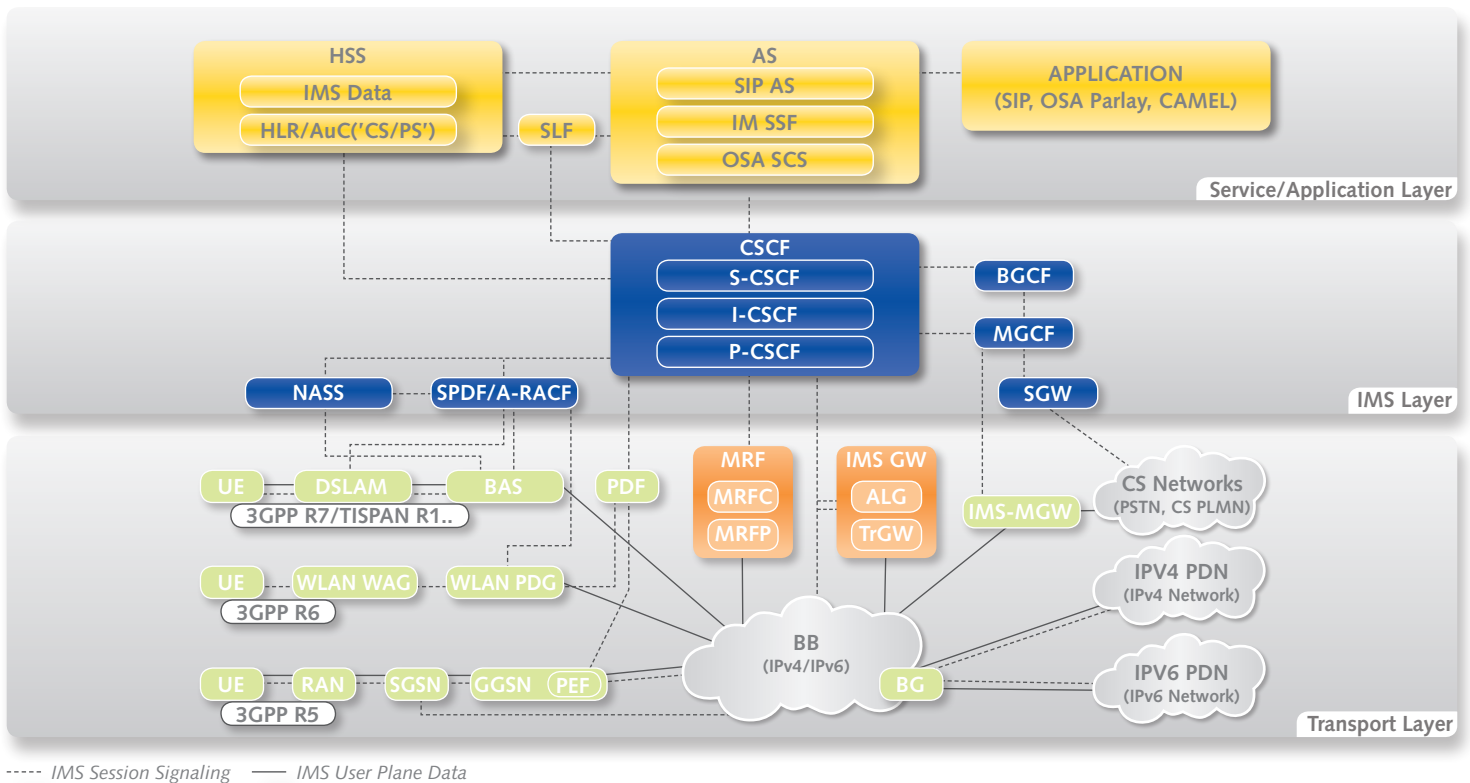 HSS
IMS Data
HLR/AuC('CS/PS')
SLF
AS
SIP AS
IM SSF
OSA SCS
APPLICATION
(SIP, OSA Parlay, CAMEL)
Service/Application Layer
CSCF
S-CSCF
I-CSCF
P-CSCF
BGCF
MGCF
SGW
NASS
SPDF/A-RACF
IMS Layer
UE
DSLAM
BAS
PDF
3GPP R7/TISPAN R1..
MRF
MRFC
MRFP
IMS GW
ALG
TrGW
IMS-MGW
CS Networks
(PSTN, CS PLMN)
UE
WLAN WAG
WLAN PDG
3GPP R6
IPV4 PDN
(IPv4 Network)
BB
(IPv4/IPv6)
BG
IPV6 PDN
(IPv6 Network)
UE
RAN
SGSN
GGSN
PEF
3GPP R5
Transport Layer
IMS Session Signaling
IMS User Plane Data